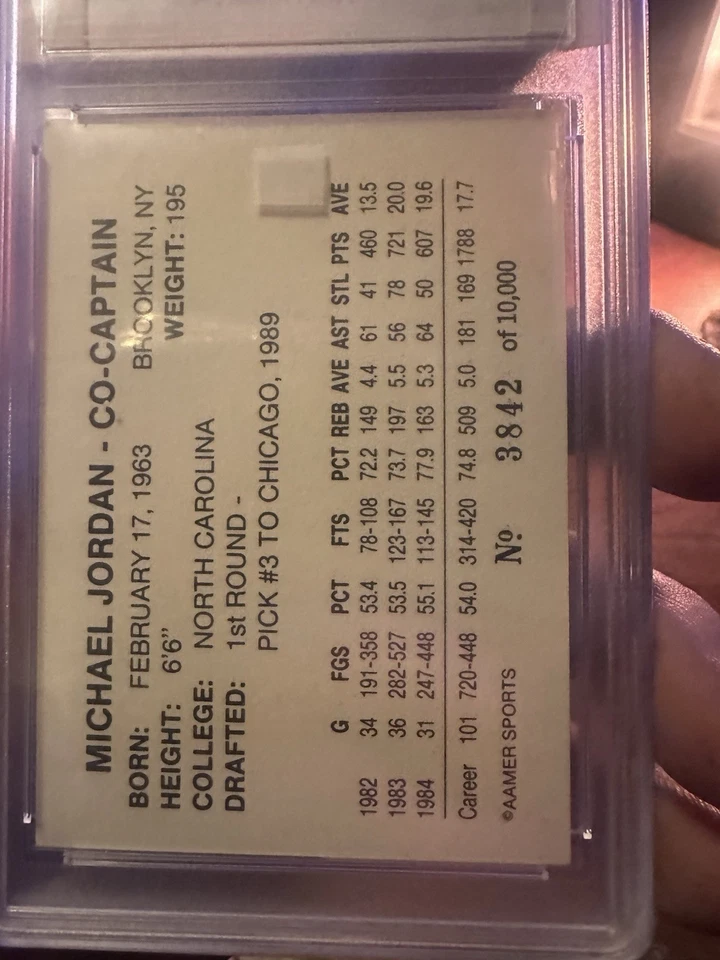 MICHAEL JORDAN - CO-CAPTAIN
BORN: FEBRUARY 17, 1963 BROOKLYN, NY
HEIGHT: 6'6" WEIGHT: 195
COLLEGE: NORTH CAROLINA
DRAFTED: 1st ROUND -
PICK #3 TO CHICAGO, 1989
G FGS PCT FTS PCT REB AVE AST STL PTS AVE
1982 34 191-358 53.4 78-108 72.2 149 4.4 61 41 460 13.5
1983 36 282-527 53.5 123-167 73.7 197 5.5 56 78 721 20.0
1984 31 247-448 55.1 113-145 77.9 163 5.3 64 50 607 19.6
Career 101 720-448 54.0 314-420 74.8 509 5.0 181 169 1788 17.7
©AAMER SPORTS Nº 3842 of 10,000